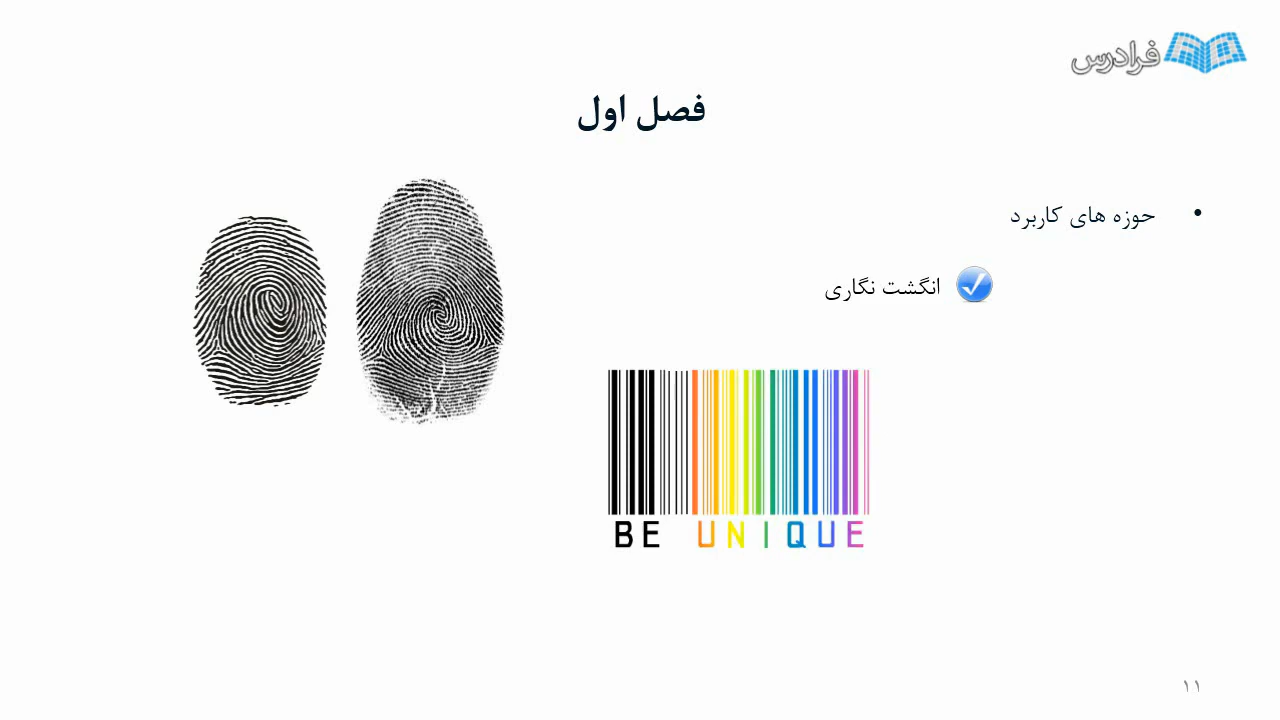 فرادرس
فصل اول
• حوزه های کاربرد
انگشت نگاری
BE UNIQUE
۱۱